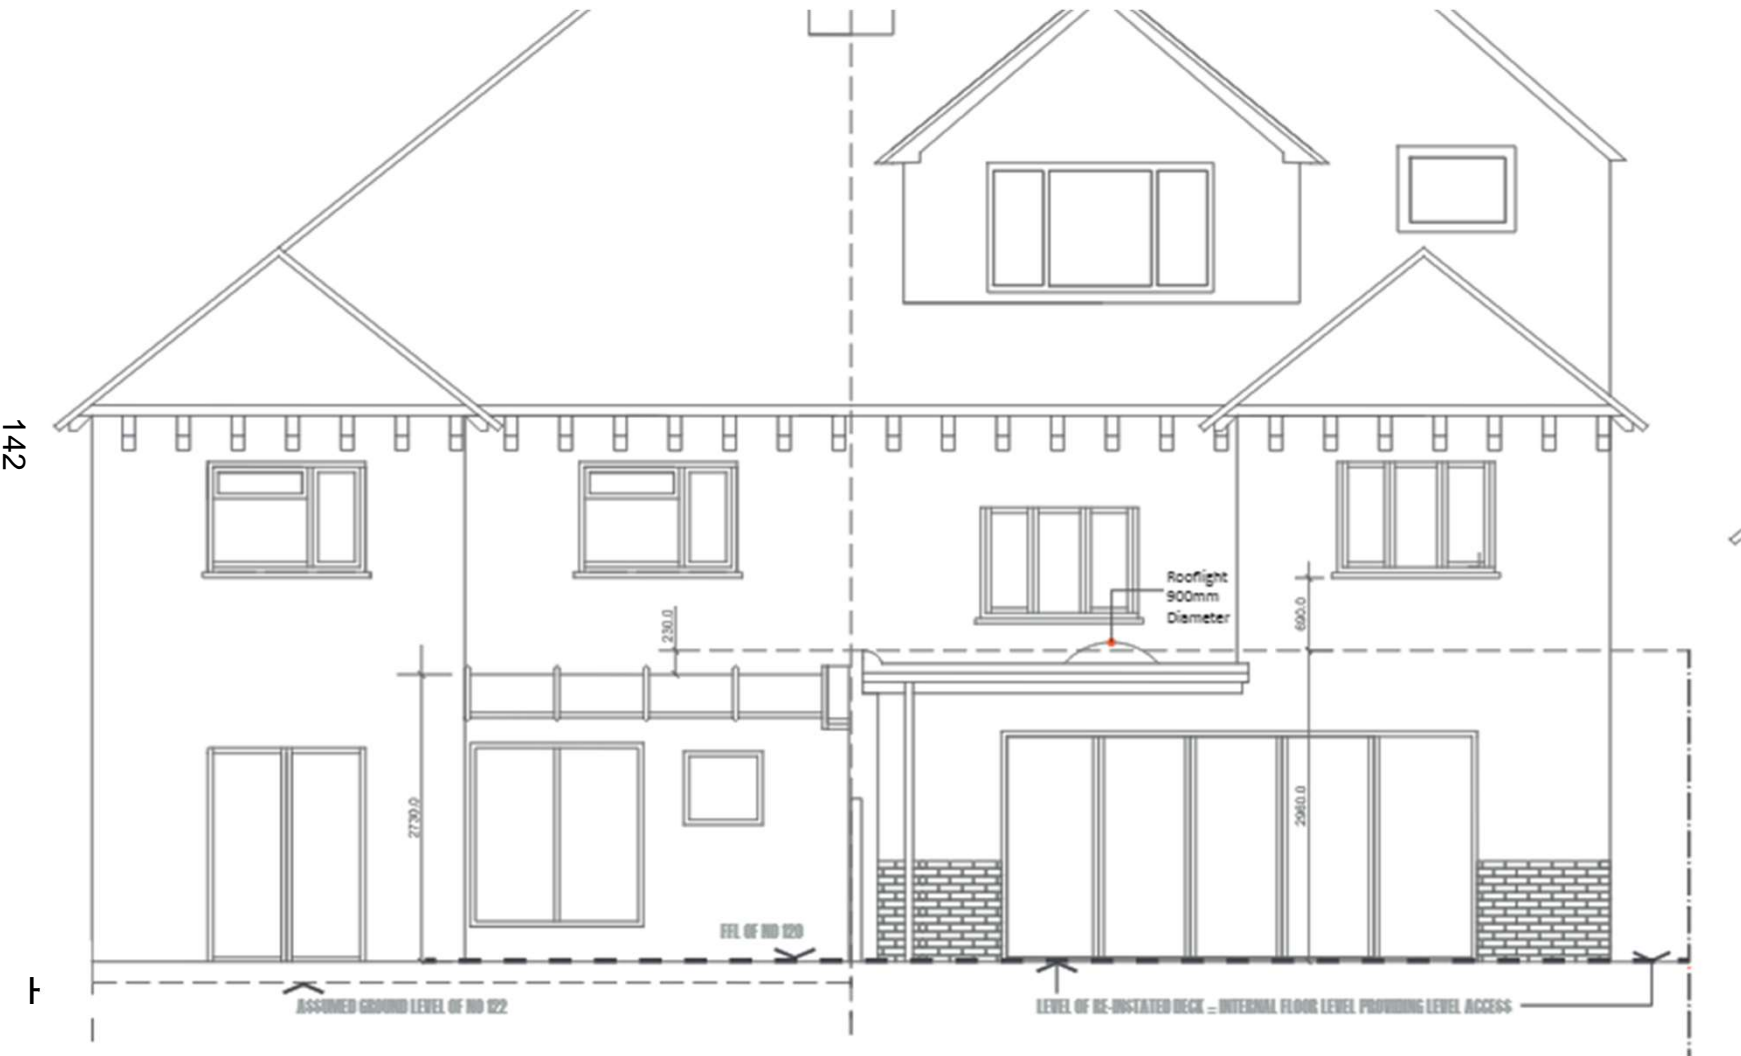 142
Rooflight
900mm
Diameter
230.0
690.0
2730.0
2960.0
FFL OF NO 120
ASSUMED GROUND LEVEL OF NO 122
LEVEL OF RE-INSTATED DECK = INTERNAL FLOOR LEVEL PROVIDING LEVEL ACCESS